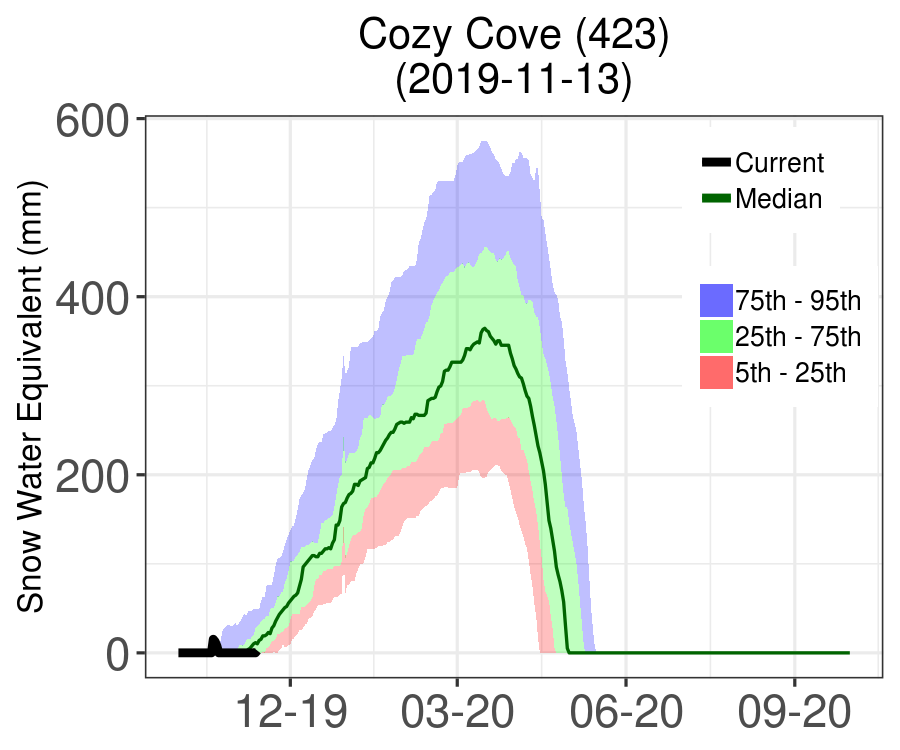 Cozy Cove (423)
(2019-11-13)
Snow Water Equivalent (mm)
600
400
200
0
Current
Median
75th - 95th
25th - 75th
5th - 25th
12-19
03-20
06-20
09-20